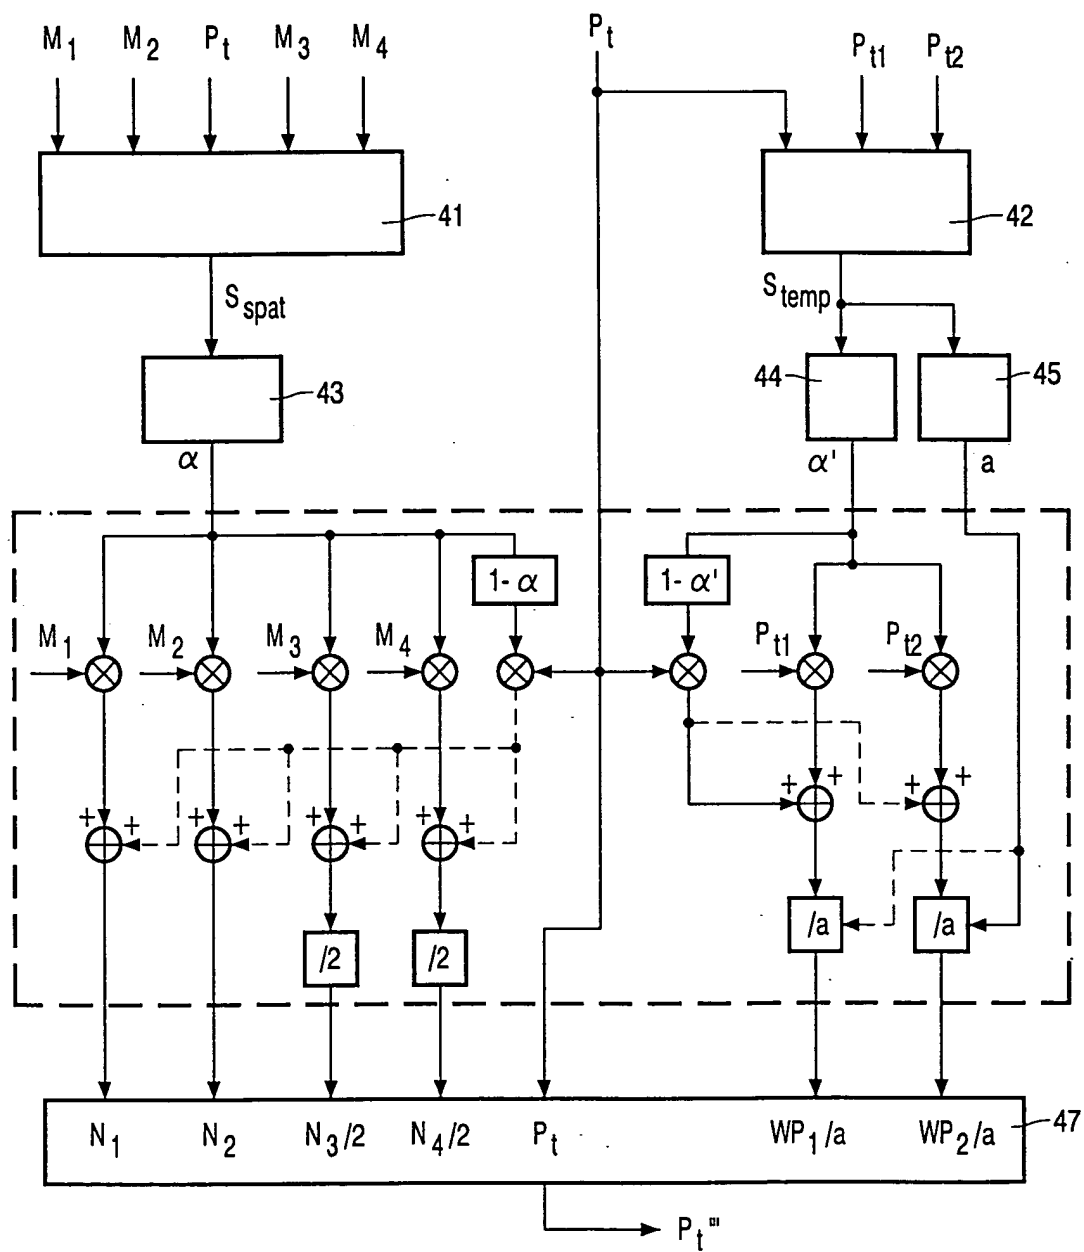 M1 M2 Pt M3 M4 Pt Pt1 Pt2
41 42
Sspat Stemp
43 44 45
α α' a
1- α 1- α'
M1 M2 M3 M4 Pt1 Pt2
+ + + +
+ + + + + + + +
/a /a
/2 /2
N1 N2 N3/2 N4/2 Pt WP1/a WP2/a 47
Pt'''